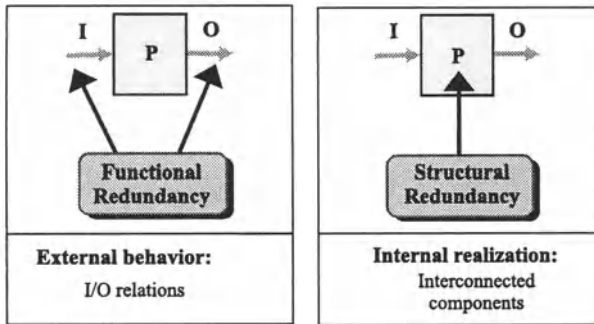 I
O
P
Functional
Redundancy
External behavior:
I/O relations
I
O
P
Structural
Redundancy
Internal realization:
Interconnected
components